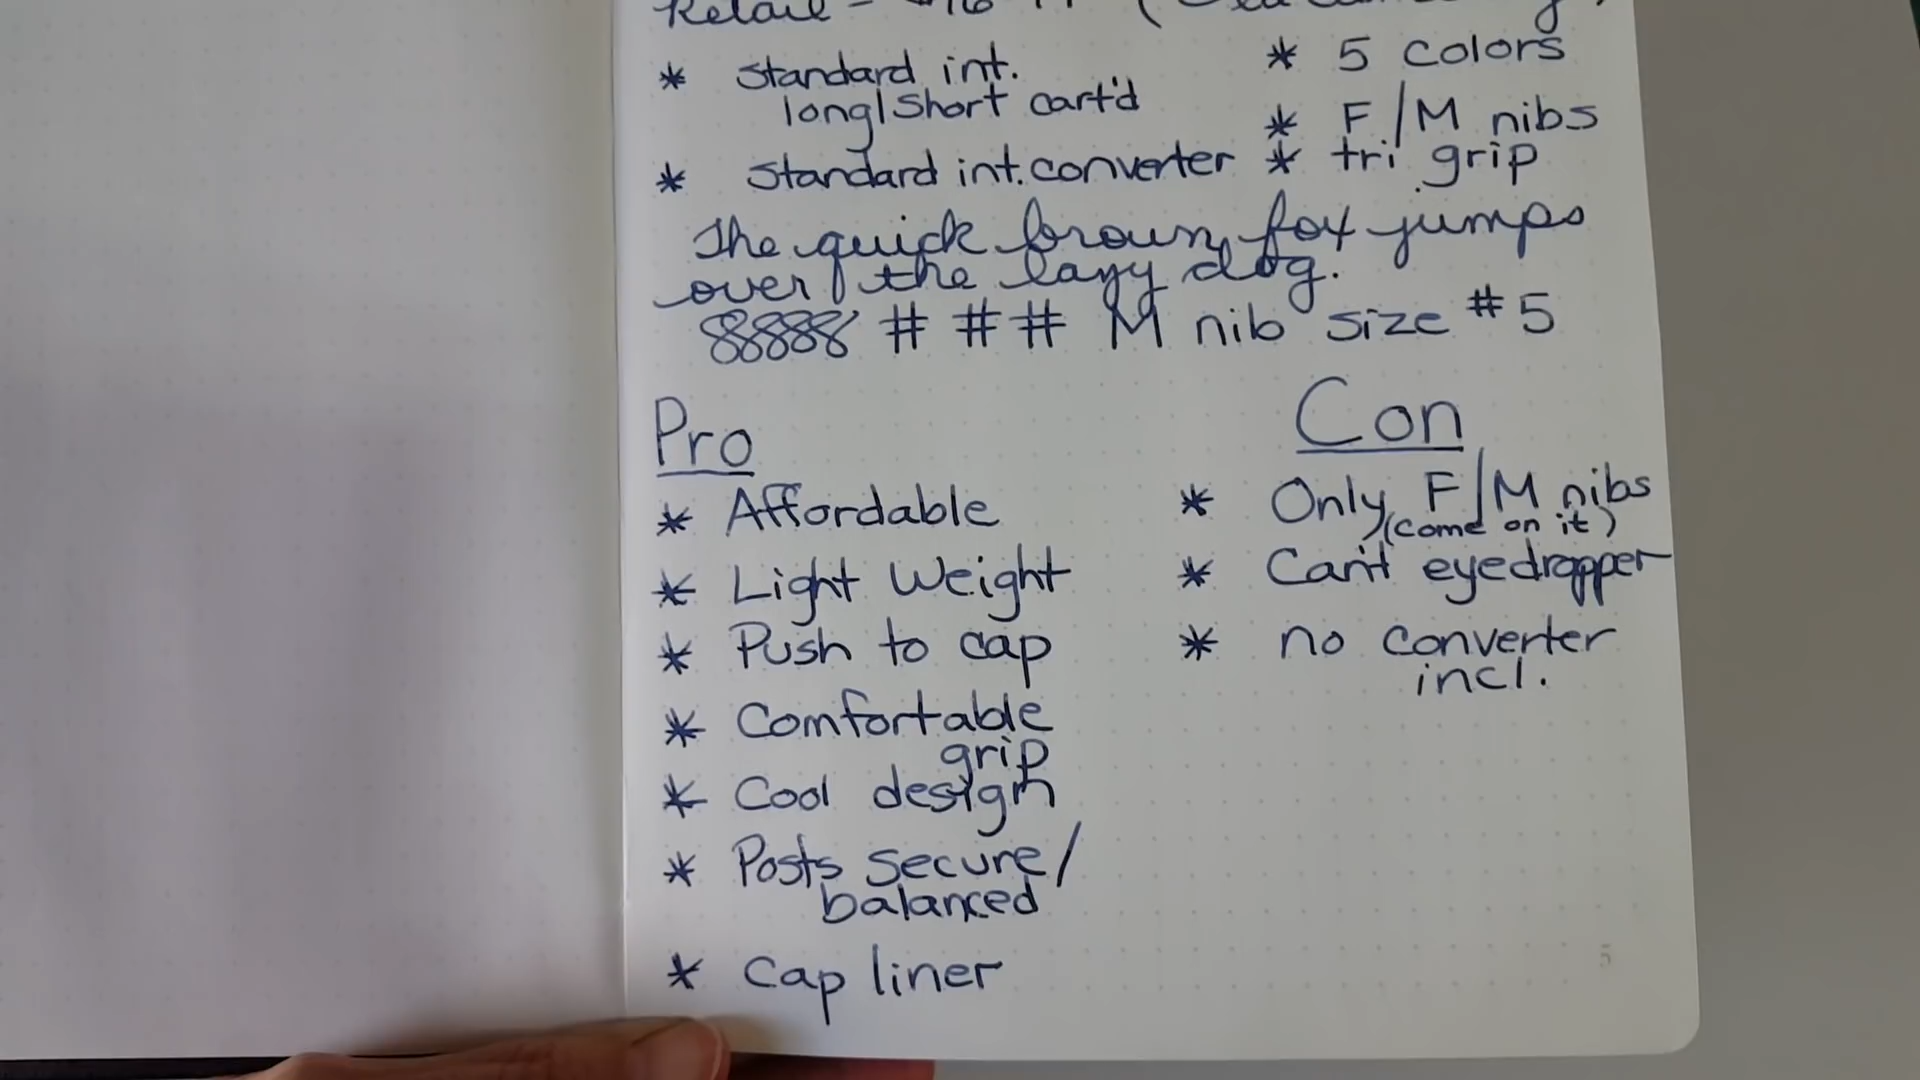 Retail -
* Standard int. long/short cart'd
* 5 colors
* F/M nibs
* Standard int. converter
* tri grip
The quick brown fox jumps
over the lazy dog.
88888 # # # M nib size #5
Pro
* Affordable
* Light Weight
* Push to cap
* Comfortable
grip
* Cool design
* Posts secure/
balanced
* Cap liner
Con
* Only F/M nibs
(come on it)
* Can't eyedropper
* no converter
incl.
5